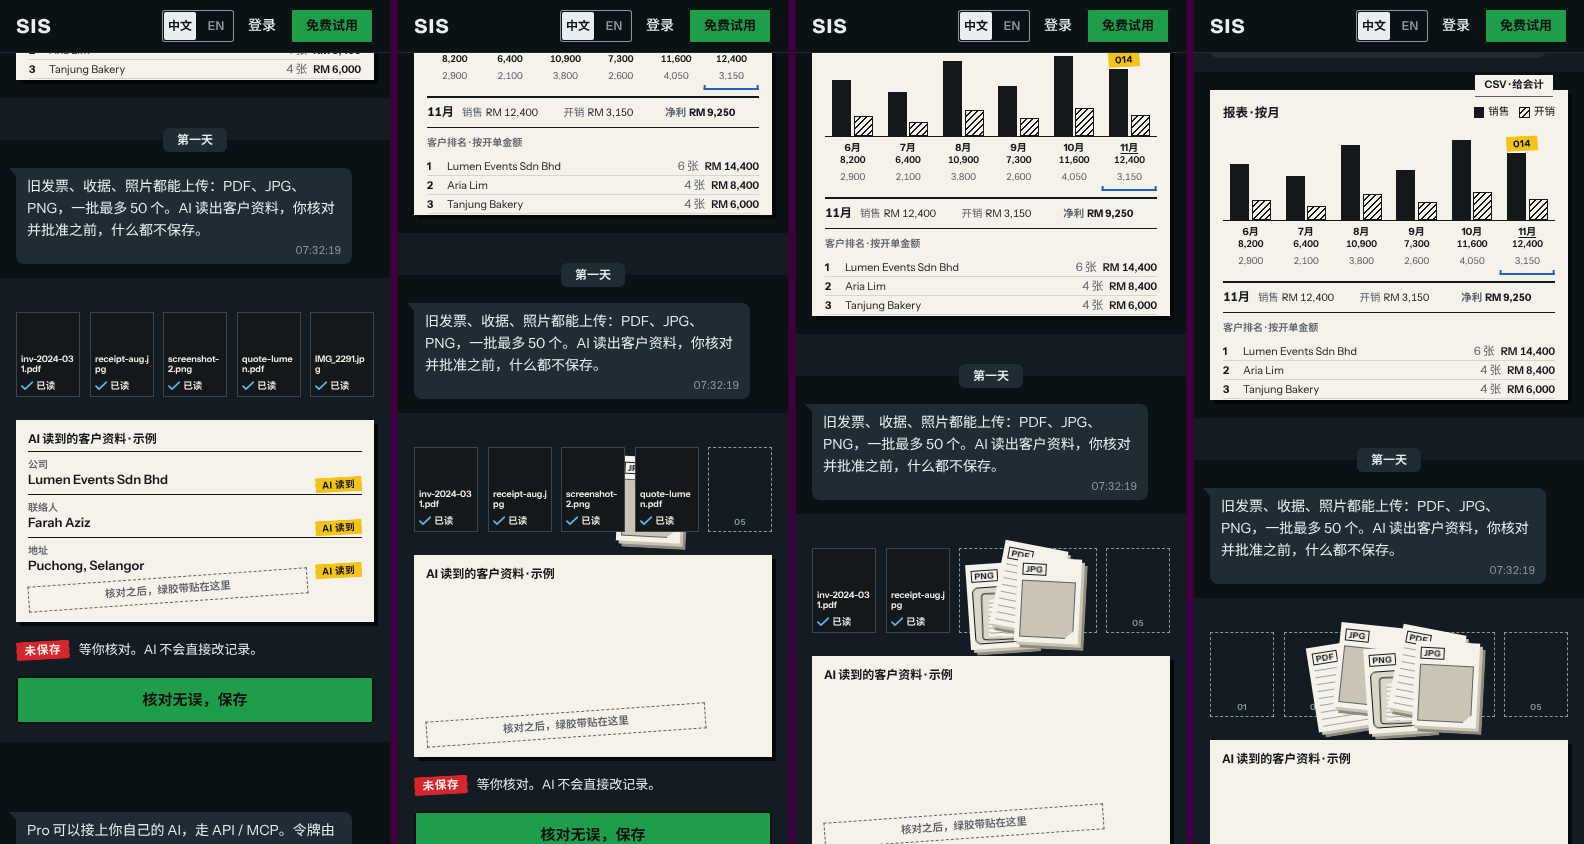 SIS
中文
EN
登录
免费试用
3 Tanjung Bakery 4 张 RM 6,000
第一天
旧发票、收据、照片都能上传：PDF、JPG、
PNG，一批最多 50 个。AI 读出客户资料，你核对
并批准之前，什么都不保存。
07:32:19
inv-2024-03
1.pdf
已读
receipt-aug.j
pg
已读
screenshot-
2.png
已读
quote-lume
n.pdf
已读
IMG_2291.jp
g
已读
AI 读到的客户资料·示例
公司
Lumen Events Sdn Bhd
AI 读到
联络人
Farah Aziz
AI 读到
地址
Puchong, Selangor
AI 读到
核对之后，绿胶带贴在这里
未保存
等你核对。AI 不会直接改记录。
核对无误，保存
Pro 可以接上你自己的 AI，走 API / MCP。令牌由
SIS
中文
EN
登录
免费试用
8,200 6,400 10,900 7,300 11,600 12,400
2,900 2,100 3,800 2,600 4,050 3,150
11月 销售 RM 12,400 开销 RM 3,150 净利 RM 9,250
客户排名·按开单金额
1 Lumen Events Sdn Bhd 6 张 RM 14,400
2 Aria Lim 4 张 RM 8,400
3 Tanjung Bakery 4 张 RM 6,000
第一天
旧发票、收据、照片都能上传：PDF、JPG、
PNG，一批最多 50 个。AI 读出客户资料，你核对
并批准之前，什么都不保存。
07:32:19
inv-2024-03
1.pdf
已读
receipt-aug.j
pg
已读
screenshot-
2.png
已读
quote-lume
n.pdf
已读
05
AI 读到的客户资料·示例
核对之后，绿胶带贴在这里
未保存
等你核对。AI 不会直接改记录。
核对无误，保存
SIS
中文
EN
登录
免费试用
014
6月 7月 8月 9月 10月 11月
8,200 6,400 10,900 7,300 11,600 12,400
2,900 2,100 3,800 2,600 4,050 3,150
11月 销售 RM 12,400 开销 RM 3,150 净利 RM 9,250
客户排名·按开单金额
1 Lumen Events Sdn Bhd 6 张 RM 14,400
2 Aria Lim 4 张 RM 8,400
3 Tanjung Bakery 4 张 RM 6,000
第一天
旧发票、收据、照片都能上传：PDF、JPG、
PNG，一批最多 50 个。AI 读出客户资料，你核对
并批准之前，什么都不保存。
07:32:19
inv-2024-03
1.pdf
已读
receipt-aug.j
pg
已读
PDF
PNG
JPG
05
AI 读到的客户资料·示例
核对之后，绿胶带贴在这里
SIS
中文
EN
登录
免费试用
CSV·给会计
报表·按月
销售 开销
014
6月 7月 8月 9月 10月 11月
8,200 6,400 10,900 7,300 11,600 12,400
2,900 2,100 3,800 2,600 4,050 3,150
11月 销售 RM 12,400 开销 RM 3,150 净利 RM 9,250
客户排名·按开单金额
1 Lumen Events Sdn Bhd 6 张 RM 14,400
2 Aria Lim 4 张 RM 8,400
3 Tanjung Bakery 4 张 RM 6,000
第一天
旧发票、收据、照片都能上传：PDF、JPG、
PNG，一批最多 50 个。AI 读出客户资料，你核对
并批准之前，什么都不保存。
07:32:19
01
PDF
JPG
PNG
PDF
JPG
05
AI 读到的客户资料·示例